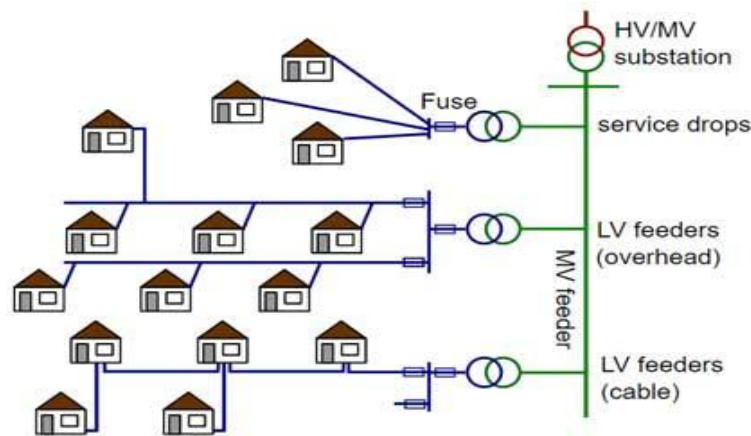 HV/MV
substation
Fuse
service drops
LV feeders
(overhead)
MV feeder
LV feeders
(cable)